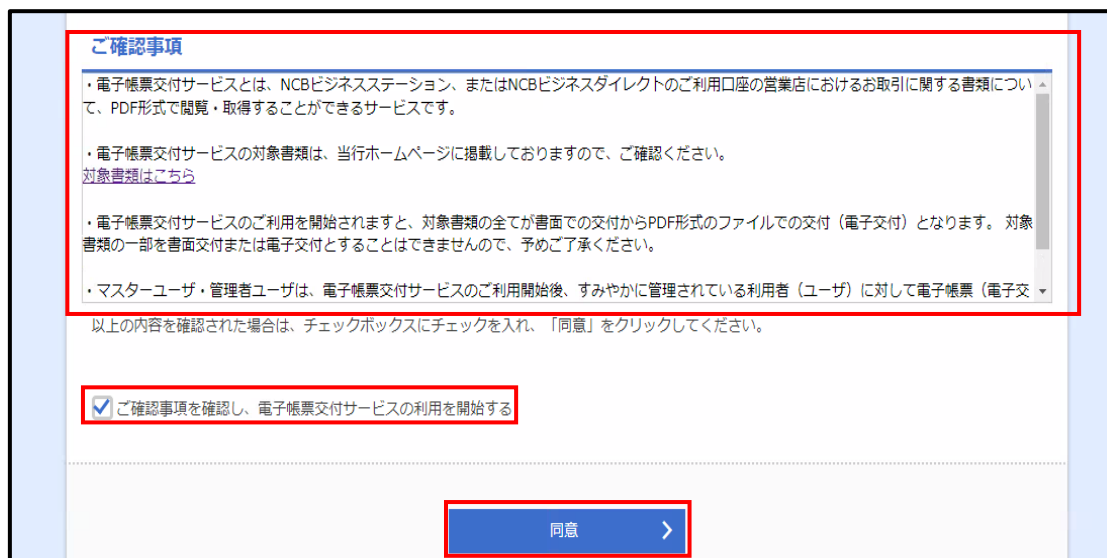 ご確認事項
・電子帳票交付サービスとは、NCBビジネスステーション、またはNCBビジネスダイレクトのご利用口座の営業店におけるお取引に関する書類につい
て、PDF形式で閲覧・取得することができるサービスです。
・電子帳票交付サービスの対象書類は、当行ホームページに掲載しておりますので、ご確認ください。
対象書類はこちら
・電子帳票交付サービスのご利用を開始されますと、対象書類の全てが書面での交付からPDF形式のファイルでの交付（電子交付）となります。 対象
書類の一部を書面交付または電子交付とすることはできませんので、予めご了承ください。
・マスターユーザ・管理者ユーザは、電子帳票交付サービスのご利用開始後、すみやかに管理されている利用者（ユーザ）に対して電子帳票（電子交
以上の内容を確認された場合は、チェックボックスにチェックを入れ、「同意」をクリックしてください。
ご確認事項を確認し、電子帳票交付サービスの利用を開始する
同意